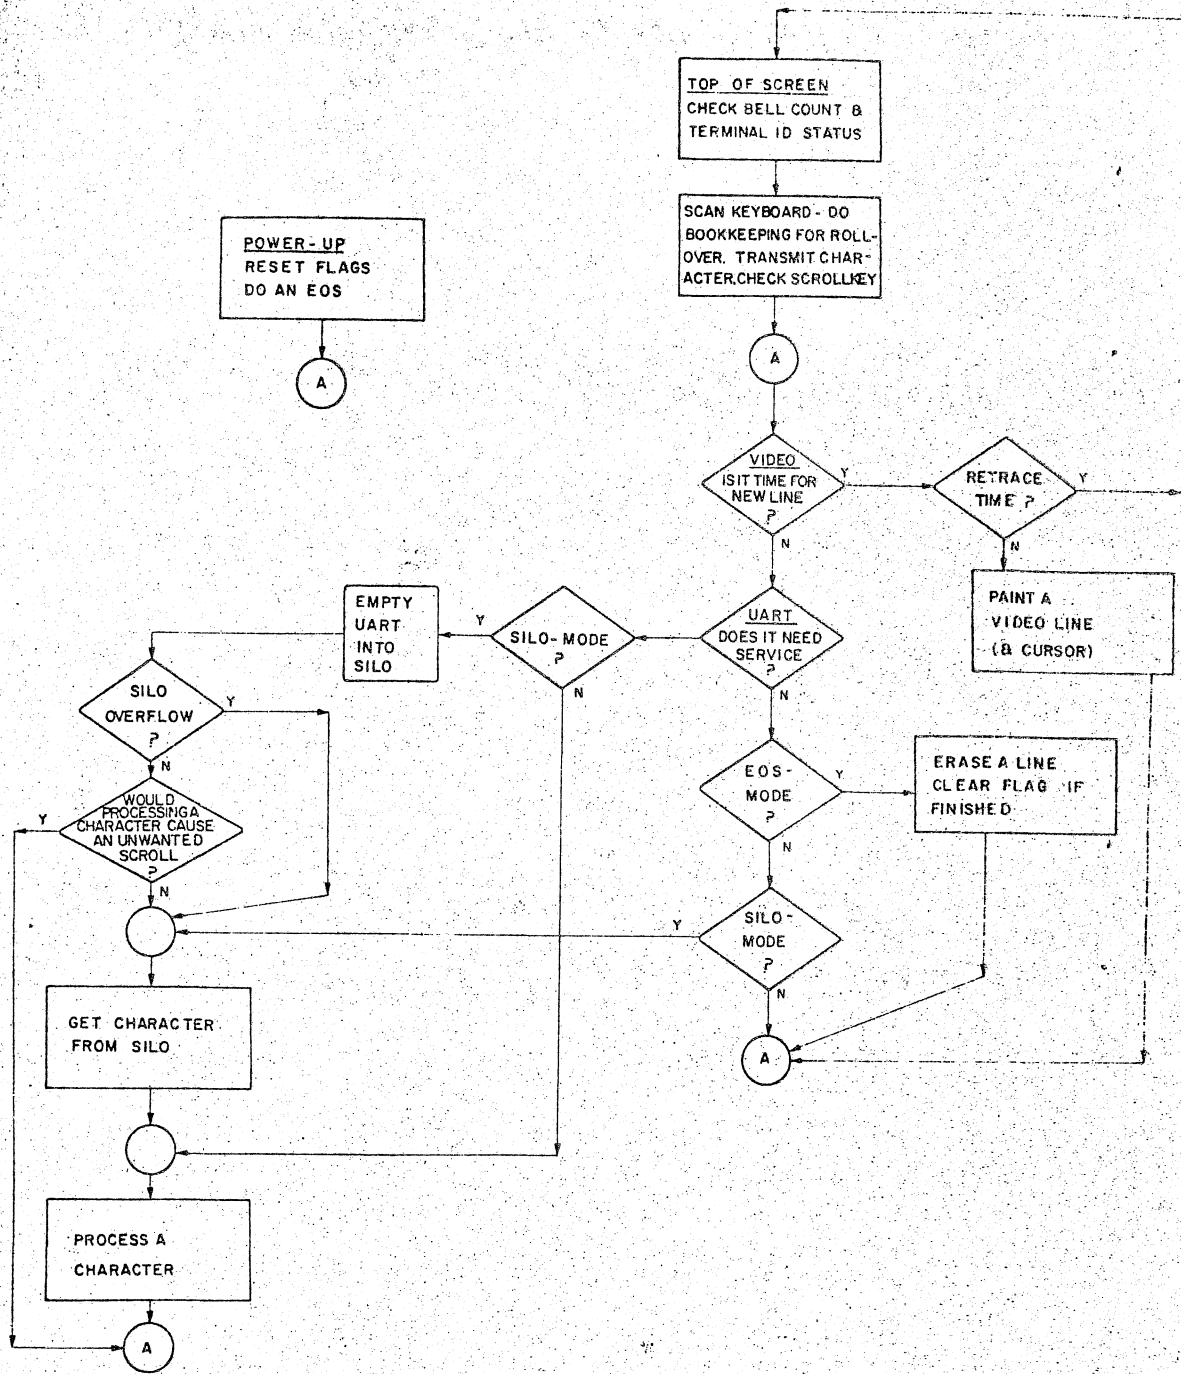 TOP OF SCREEN
CHECK BELL COUNT &
TERMINAL ID STATUS
SCAN KEYBOARD - DO
BOOKKEEPING FOR ROLL-
OVER, TRANSMIT CHAR-
ACTER, CHECK SCROLLKEY
POWER-UP
RESET FLAGS
DO AN EOS
A
A
VIDEO
IS IT TIME FOR
NEW LINE
?
Y
N
RETRACE
TIME ?
Y
N
PAINT A
VIDEO LINE
(& CURSOR)
UART
DOES IT NEED
SERVICE
?
N
SILO-MODE
?
Y
N
EMPTY
UART
INTO
SILO
SILO
OVERFLOW
?
Y
N
WOULD
PROCESSING A
CHARACTER CAUSE
AN UNWANTED
SCROLL
?
Y
N
EOS-
MODE
?
Y
N
ERASE A LINE
CLEAR FLAG IF
FINISHED
SILO-
MODE
?
Y
N
A
GET CHARACTER
FROM SILO
PROCESS A
CHARACTER
A